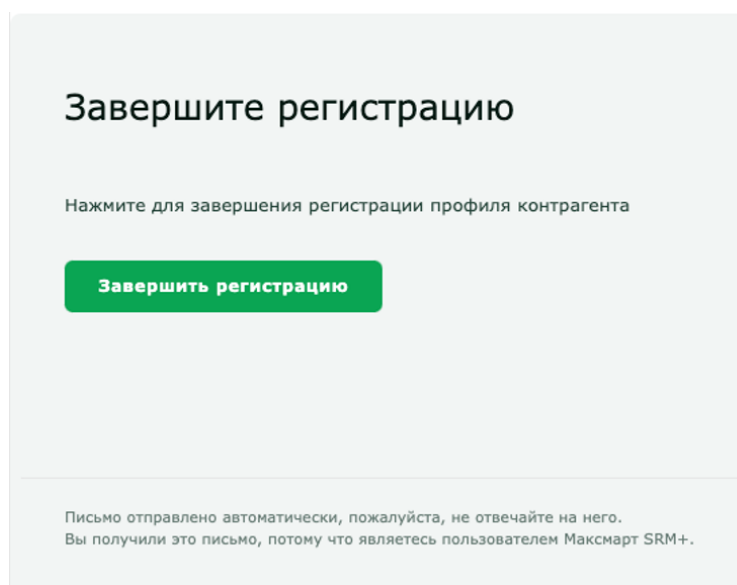 Завершите регистрацию
Нажмите для завершения регистрации профиля контрагента
Завершить регистрацию
Письмо отправлено автоматически, пожалуйста, не отвечайте на него.
Вы получили это письмо, потому что являетесь пользователем Максмарт SRM+.